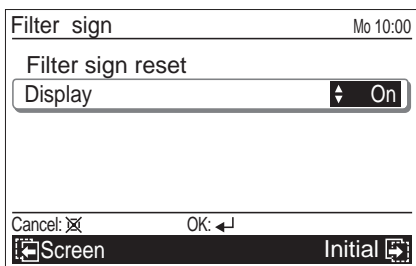 Filter sign Mo 10:00
Filter sign reset
Display On
Cancel: OK:
Screen Initial